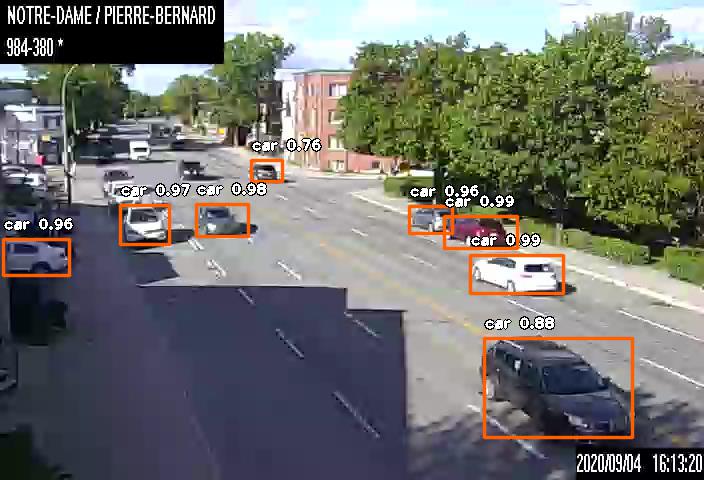 NOTRE-DAME / PIERRE-BERNARD
984-380 *
car 0.76
car 0.97
car 0.98
car 0.96
car 0.99
car 0.96
car 0.99
car 0.88
2020/09/04 16:13:20